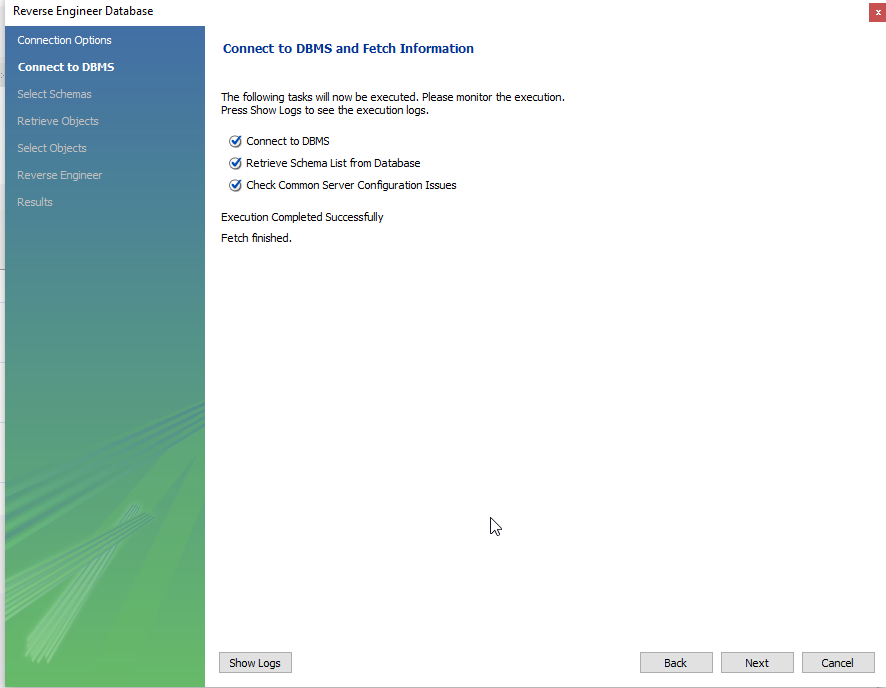 Reverse Engineer Database
x
Connection Options
Connect to DBMS
Select Schemas
Retrieve Objects
Select Objects
Reverse Engineer
Results
Connect to DBMS and Fetch Information
The following tasks will now be executed. Please monitor the execution.
Press Show Logs to see the execution logs.
Connect to DBMS
Retrieve Schema List from Database
Check Common Server Configuration Issues
Execution Completed Successfully
Fetch finished.
Show Logs
Back
Next
Cancel